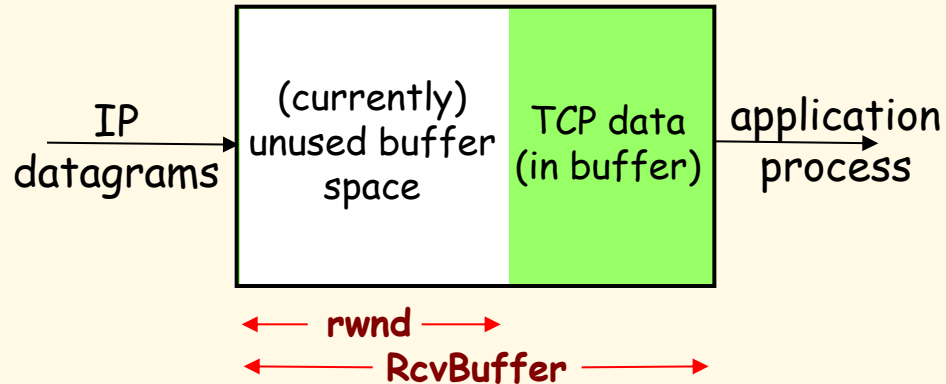 IP
datagrams
(currently)
unused buffer
space
TCP data
(in buffer)
application
process
rwnd
RcvBuffer